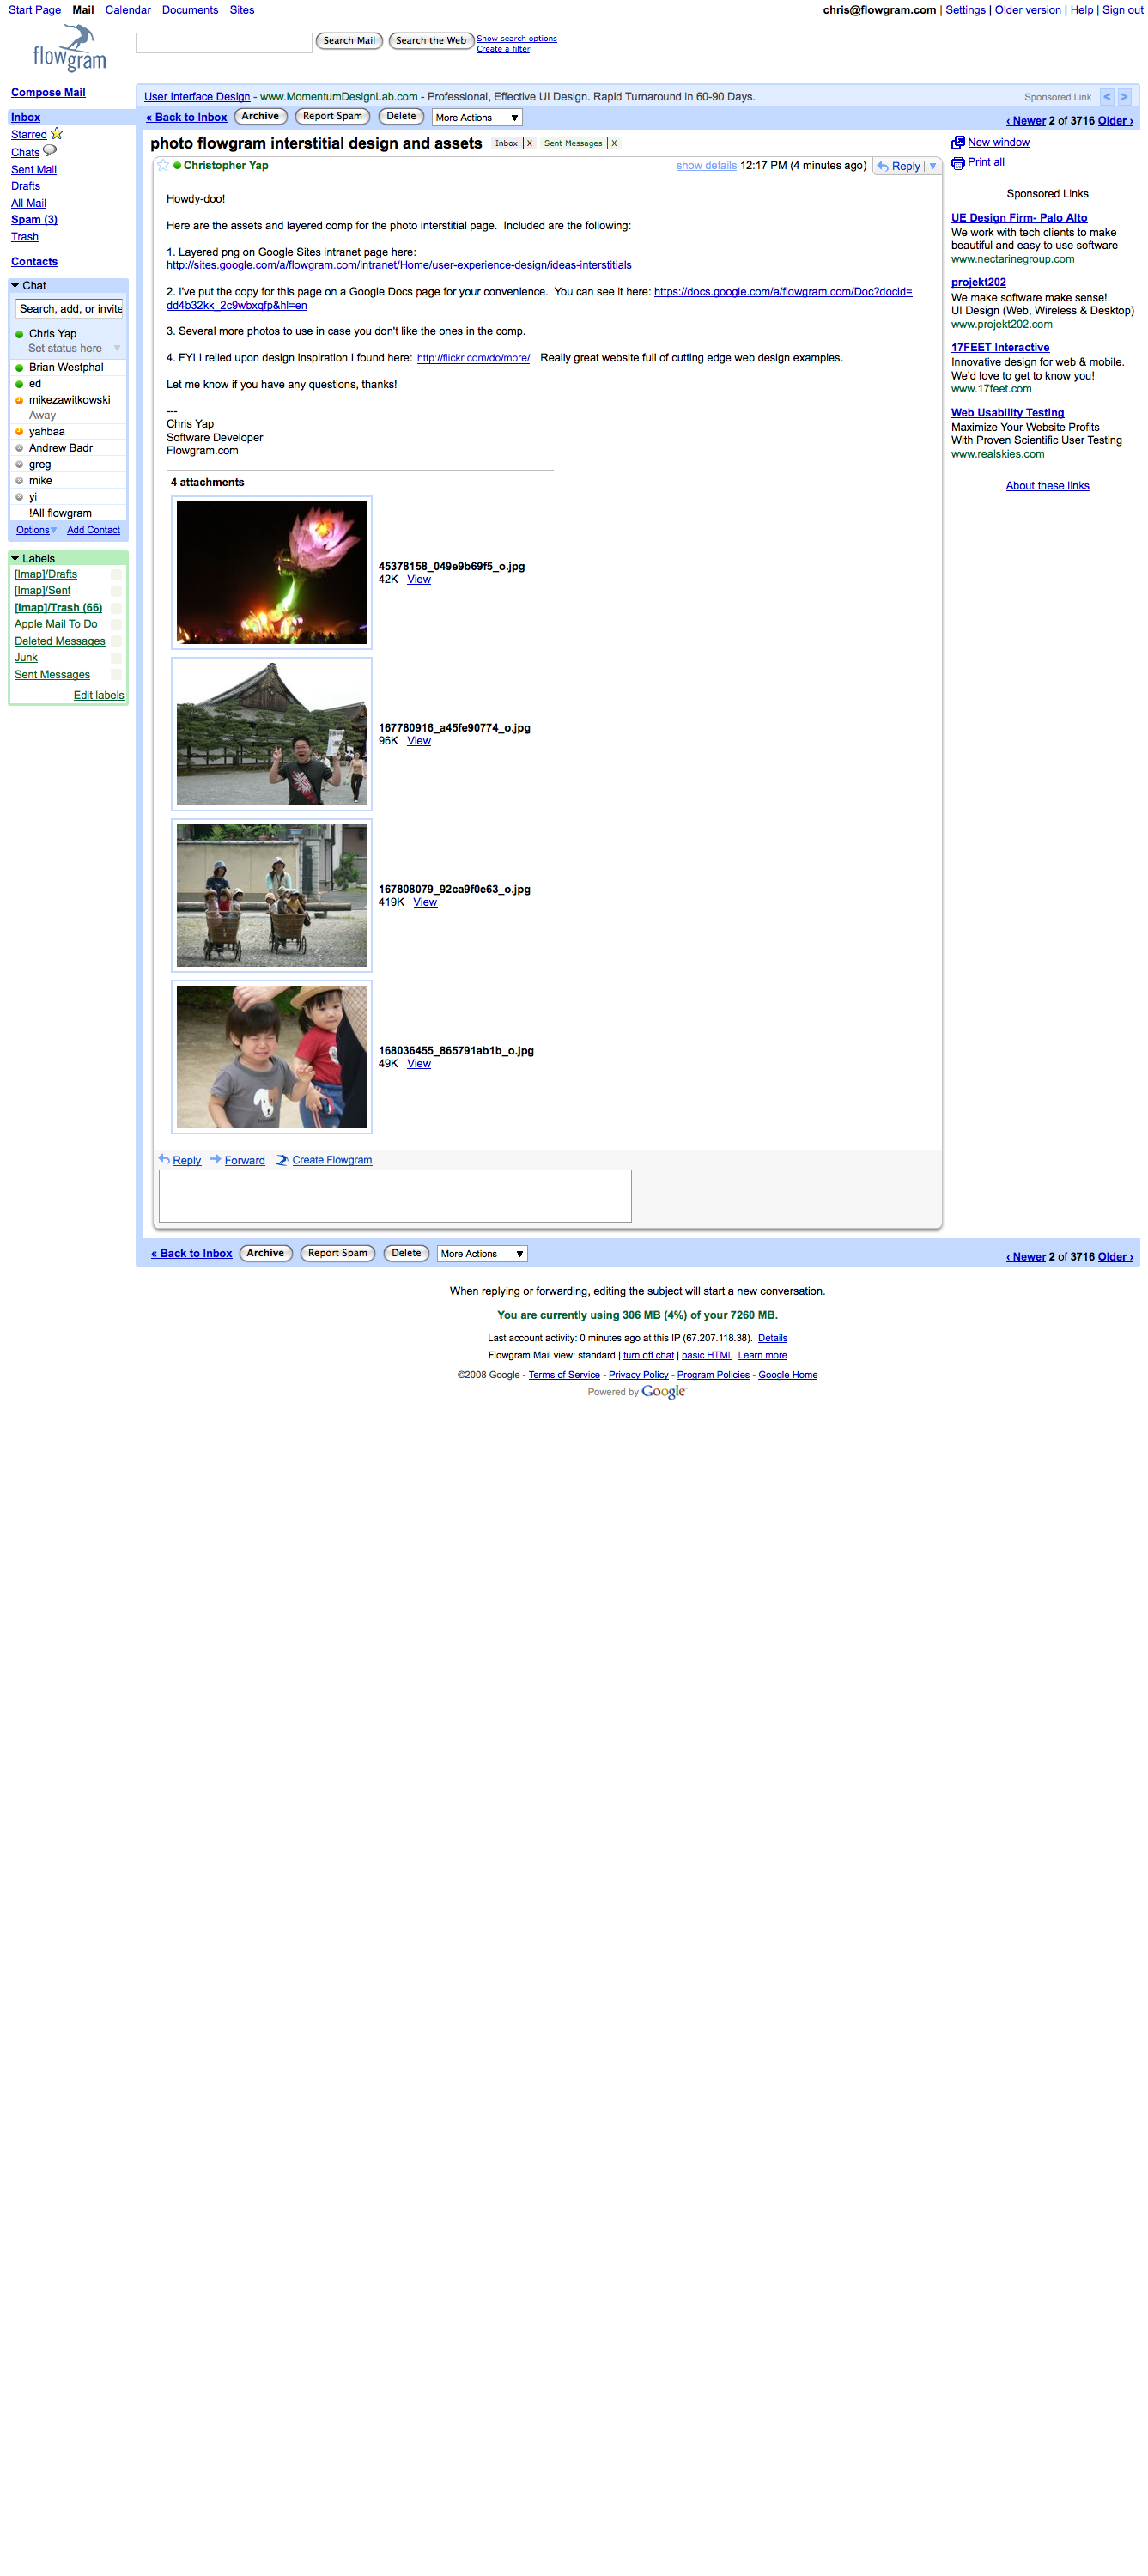 Start Page Mail Calendar Documents Sites
chris@flowgram.com | Settings | Older version | Help | Sign out
flowgram
Search Mail Search the Web Show search options
Create a filter
Compose Mail
Inbox
Starred
Chats
Sent Mail
Drafts
All Mail
Spam (3)
Trash
Contacts
Chat
Search, add, or invite
Chris Yap
Set status here
Brian Westphal
ed
mikezawitkowski
Away
yahbaa
Andrew Badr
greg
mike
yi
!All flowgram
Options Add Contact
Labels
[Imap]/Drafts
[Imap]/Sent
[Imap]/Trash (66)
Apple Mail To Do
Deleted Messages
Junk
Sent Messages
Edit labels
User Interface Design - www.MomentumDesignLab.com - Professional, Effective UI Design. Rapid Turnaround in 60-90 Days. Sponsored Link < >
« Back to Inbox Archive Report Spam Delete More Actions ‹ Newer 2 of 3716 Older ›
photo flowgram interstitial design and assets Inbox | X Sent Messages | X
Christopher Yap show details 12:17 PM (4 minutes ago) Reply
Howdy-doo!
Here are the assets and layered comp for the photo interstitial page. Included are the following:
1. Layered png on Google Sites intranet page here:
http://sites.google.com/a/flowgram.com/intranet/Home/user-experience-design/ideas-interstitials
2. I've put the copy for this page on a Google Docs page for your convenience. You can see it here: https://docs.google.com/a/flowgram.com/Doc?docid=
dd4b32kk_2c9wbxqfp&hl=en
3. Several more photos to use in case you don't like the ones in the comp.
4. FYI I relied upon design inspiration I found here: http://flickr.com/do/more/ Really great website full of cutting edge web design examples.
Let me know if you have any questions, thanks!
---
Chris Yap
Software Developer
Flowgram.com
4 attachments
45378158_049e9b69f5_o.jpg
42K View
167780916_a45fe90774_o.jpg
96K View
167808079_92ca9f0e63_o.jpg
419K View
168036455_865791ab1b_o.jpg
49K View
Reply Forward Create Flowgram
« Back to Inbox Archive Report Spam Delete More Actions ‹ Newer 2 of 3716 Older ›
New window
Print all
Sponsored Links
UE Design Firm- Palo Alto
We work with tech clients to make
beautiful and easy to use software
www.nectarinegroup.com
projekt202
We make software make sense!
UI Design (Web, Wireless & Desktop)
www.projekt202.com
17FEET Interactive
Innovative design for web & mobile.
We'd love to get to know you!
www.17feet.com
Web Usability Testing
Maximize Your Website Profits
With Proven Scientific User Testing
www.realskies.com
About these links
When replying or forwarding, editing the subject will start a new conversation.
You are currently using 306 MB (4%) of your 7260 MB.
Last account activity: 0 minutes ago at this IP (67.207.118.38). Details
Flowgram Mail view: standard | turn off chat | basic HTML Learn more
©2008 Google - Terms of Service - Privacy Policy - Program Policies - Google Home
Powered by Google